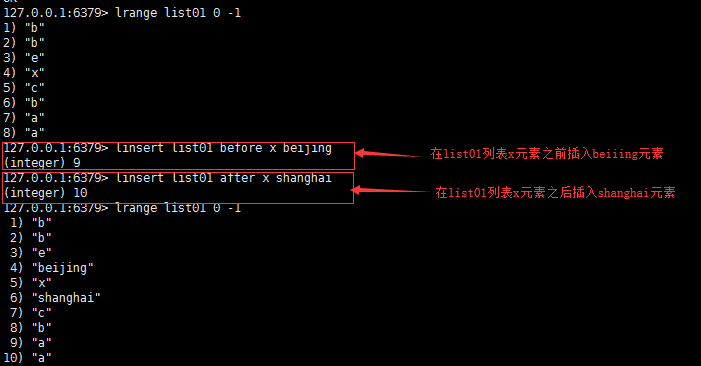 127.0.0.1:6379> lrange list01 0 -1
1) "b"
2) "b"
3) "e"
4) "x"
5) "c"
6) "b"
7) "a"
8) "a"
127.0.0.1:6379> linsert list01 before x beijing
(integer) 9
在list01列表x元素之前插入beiiing元素
127.0.0.1:6379> linsert list01 after x shanghai
(integer) 10
在list01列表x元素之后插入shanghai元素
127.0.0.1:6379> lrange list01 0 -1
1) "b"
2) "b"
3) "e"
4) "beijing"
5) "x"
6) "shanghai"
7) "c"
8) "b"
9) "a"
10) "a"